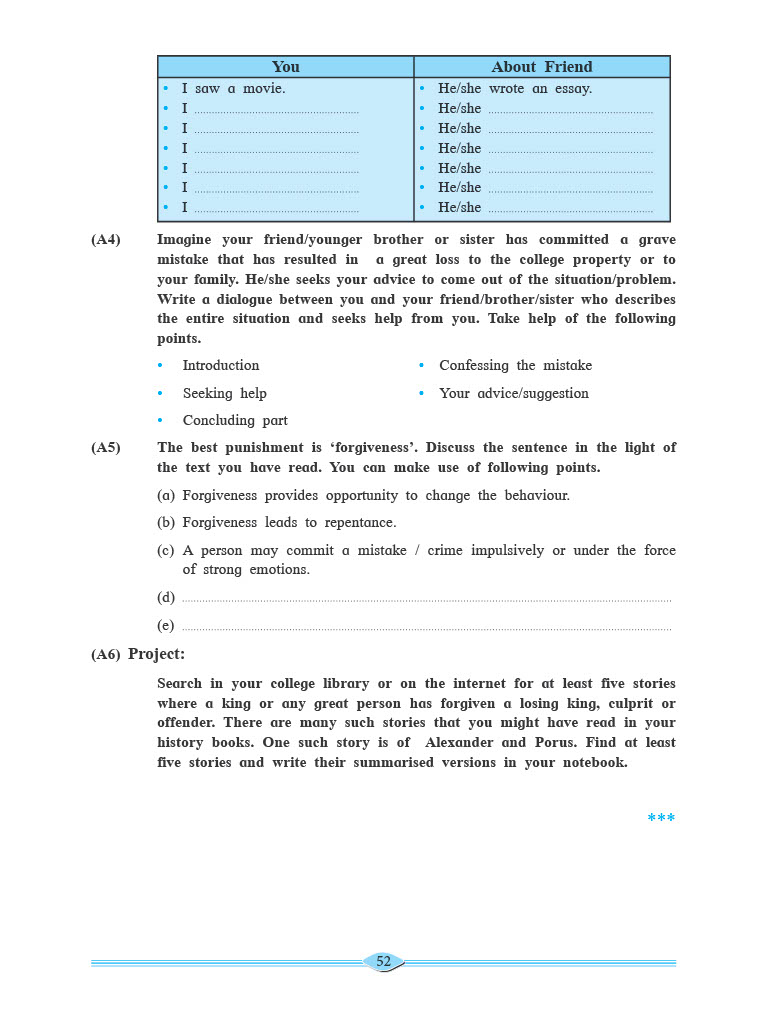 You About Friend
• I saw a movie. • He/she wrote an essay.
• I ............................................................ • He/she ............................................................
• I ............................................................ • He/she ............................................................
• I ............................................................ • He/she ............................................................
• I ............................................................ • He/she ............................................................
• I ............................................................ • He/she ............................................................
• I ............................................................ • He/she ............................................................
(A4) Imagine your friend/younger brother or sister has committed a grave
mistake that has resulted in a great loss to the college property or to
your family. He/she seeks your advice to come out of the situation/problem.
Write a dialogue between you and your friend/brother/sister who describes
the entire situation and seeks help from you. Take help of the following
points.
• Introduction • Confessing the mistake
• Seeking help • Your advice/suggestion
• Concluding part
(A5) The best punishment is ‘forgiveness’. Discuss the sentence in the light of
the text you have read. You can make use of following points.
(a) Forgiveness provides opportunity to change the behaviour.
(b) Forgiveness leads to repentance.
(c) A person may commit a mistake / crime impulsively or under the force
of strong emotions.
(d) ............................................................
(e) ............................................................
(A6) Project:
Search in your college library or on the internet for at least five stories
where a king or any great person has forgiven a losing king, culprit or
offender. There are many such stories that you might have read in your
history books. One such story is of Alexander and Porus. Find at least
five stories and write their summarised versions in your notebook.
***
52